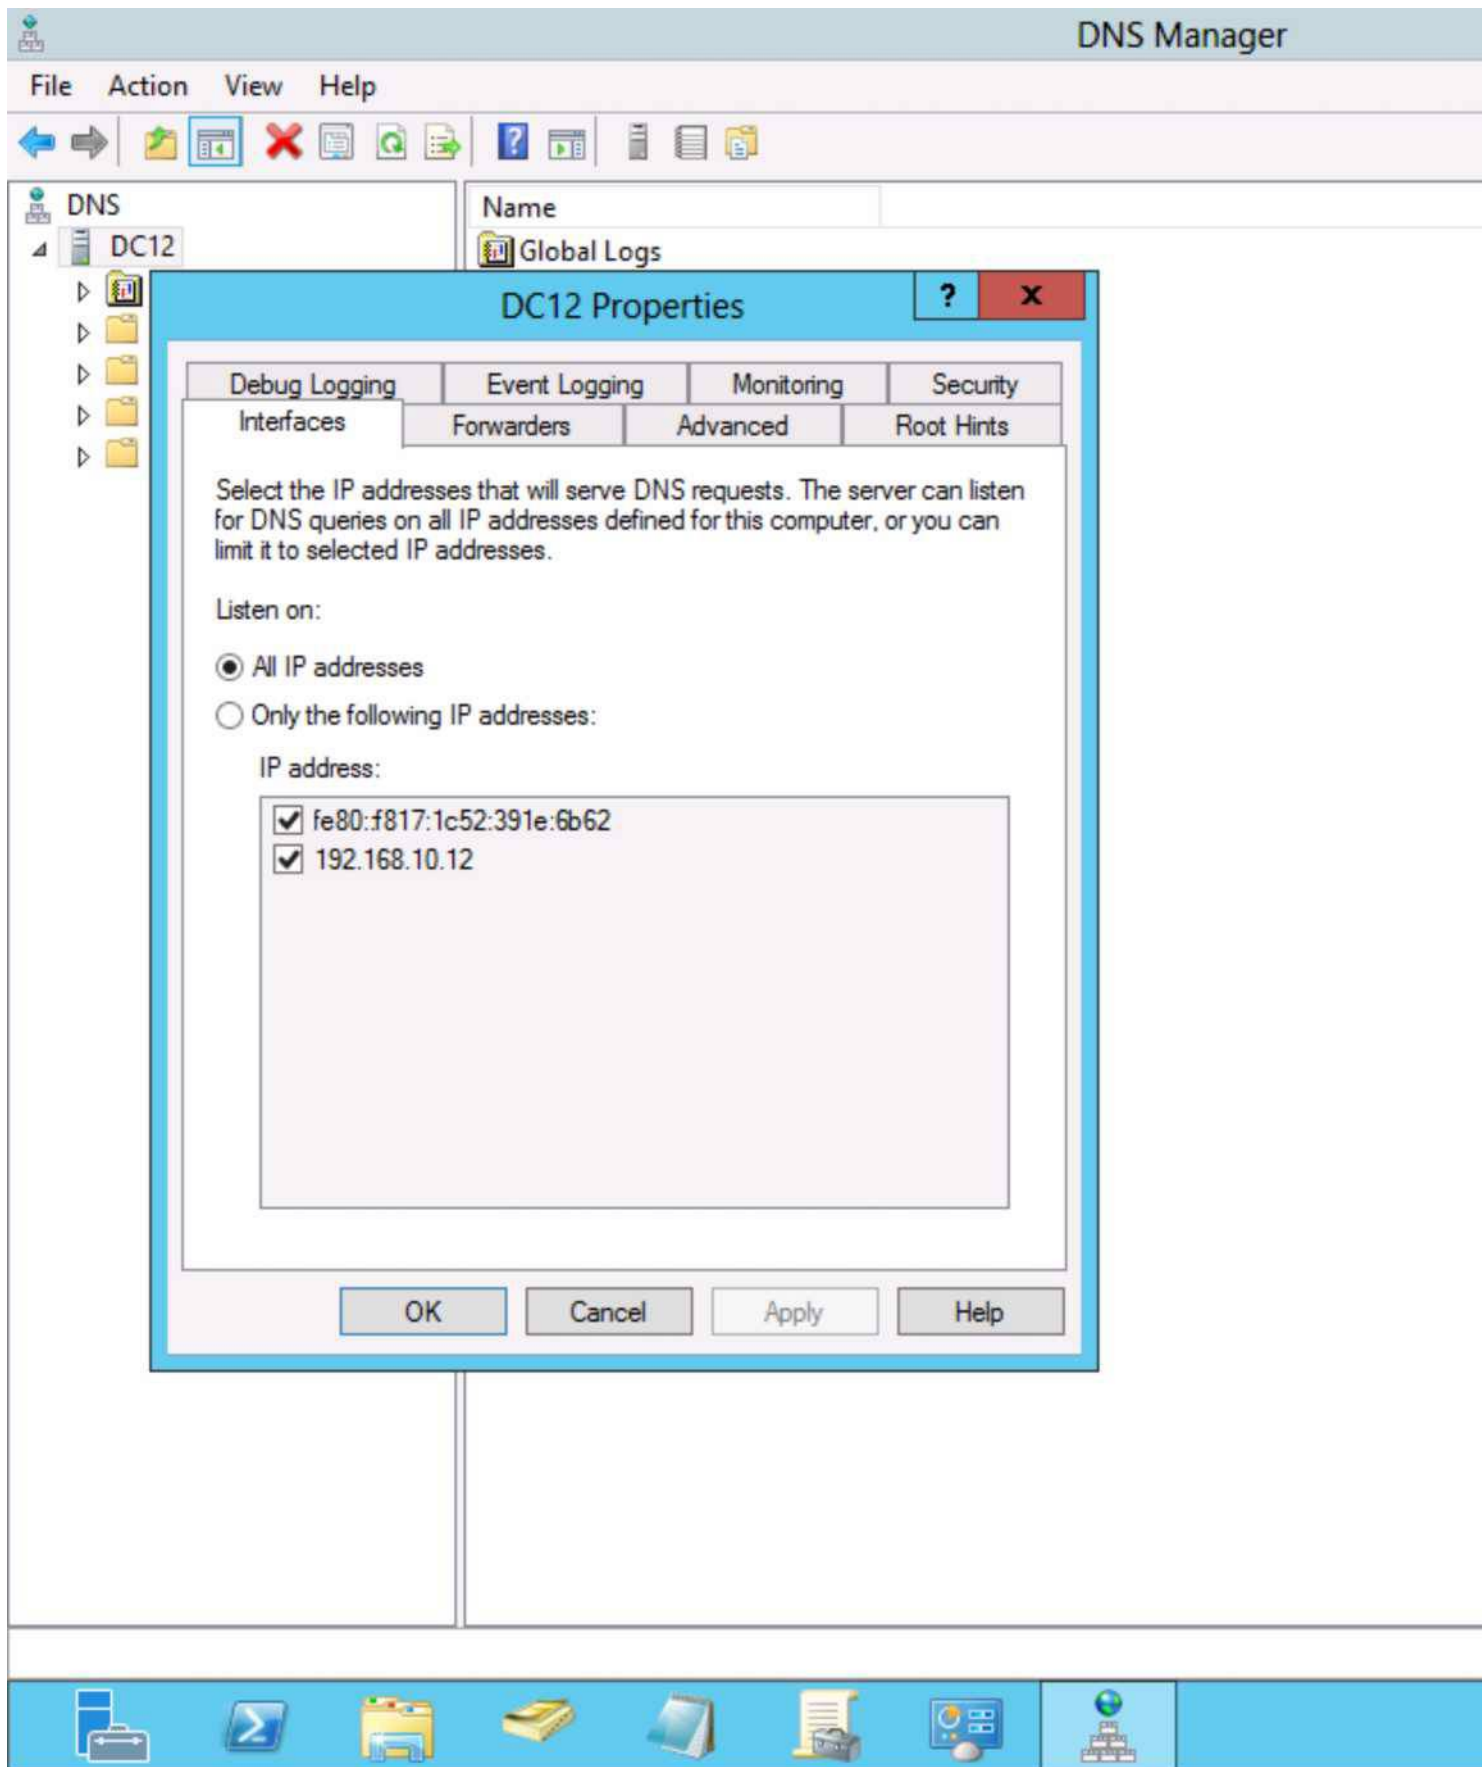 DNS Manager
File Action View Help
DNS
DC12
Name
Global Logs
DC12 Properties
? x
Debug Logging Event Logging Monitoring Security
Interfaces Forwarders Advanced Root Hints
Select the IP addresses that will serve DNS requests. The server can listen
for DNS queries on all IP addresses defined for this computer, or you can
limit it to selected IP addresses.
Listen on:
All IP addresses
Only the following IP addresses:
IP address:
fe80::f817:1c52:391e:6b62
192.168.10.12
OK Cancel Apply Help